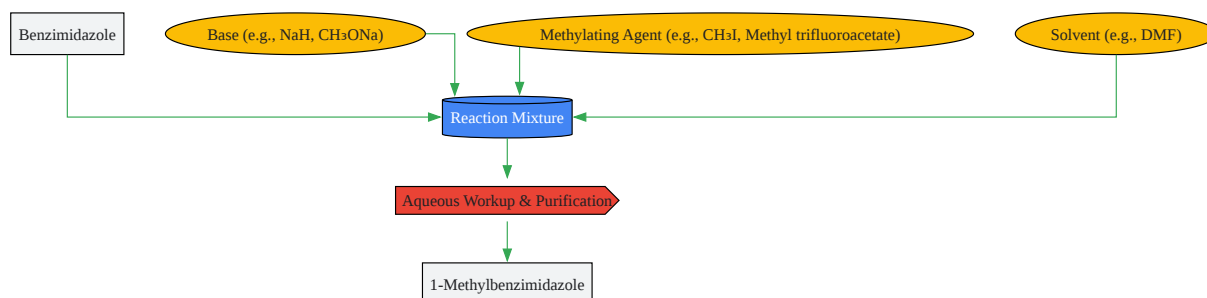 Benzimidazole
Base (e.g., NaH, CH₃ONa)
Methylating Agent (e.g., CH₃I, Methyl trifluoroacetate)
Solvent (e.g., DMF)
Reaction Mixture
Aqueous Workup & Purification
1-Methylbenzimidazole